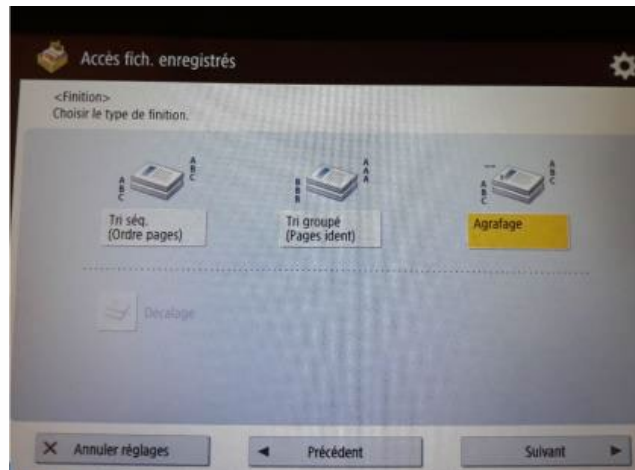 Accès fich. enregistrés
<Finition>
Choisir le type de finition.
A
B
C
A
B
C
B
B
B
A
A
A
A
B
C
A
B
C
Tri séq.
(Ordre pages)
Tri groupé
(Pages ident)
Agrafage
Décalage
Annuler réglages
Précédent
Suivant